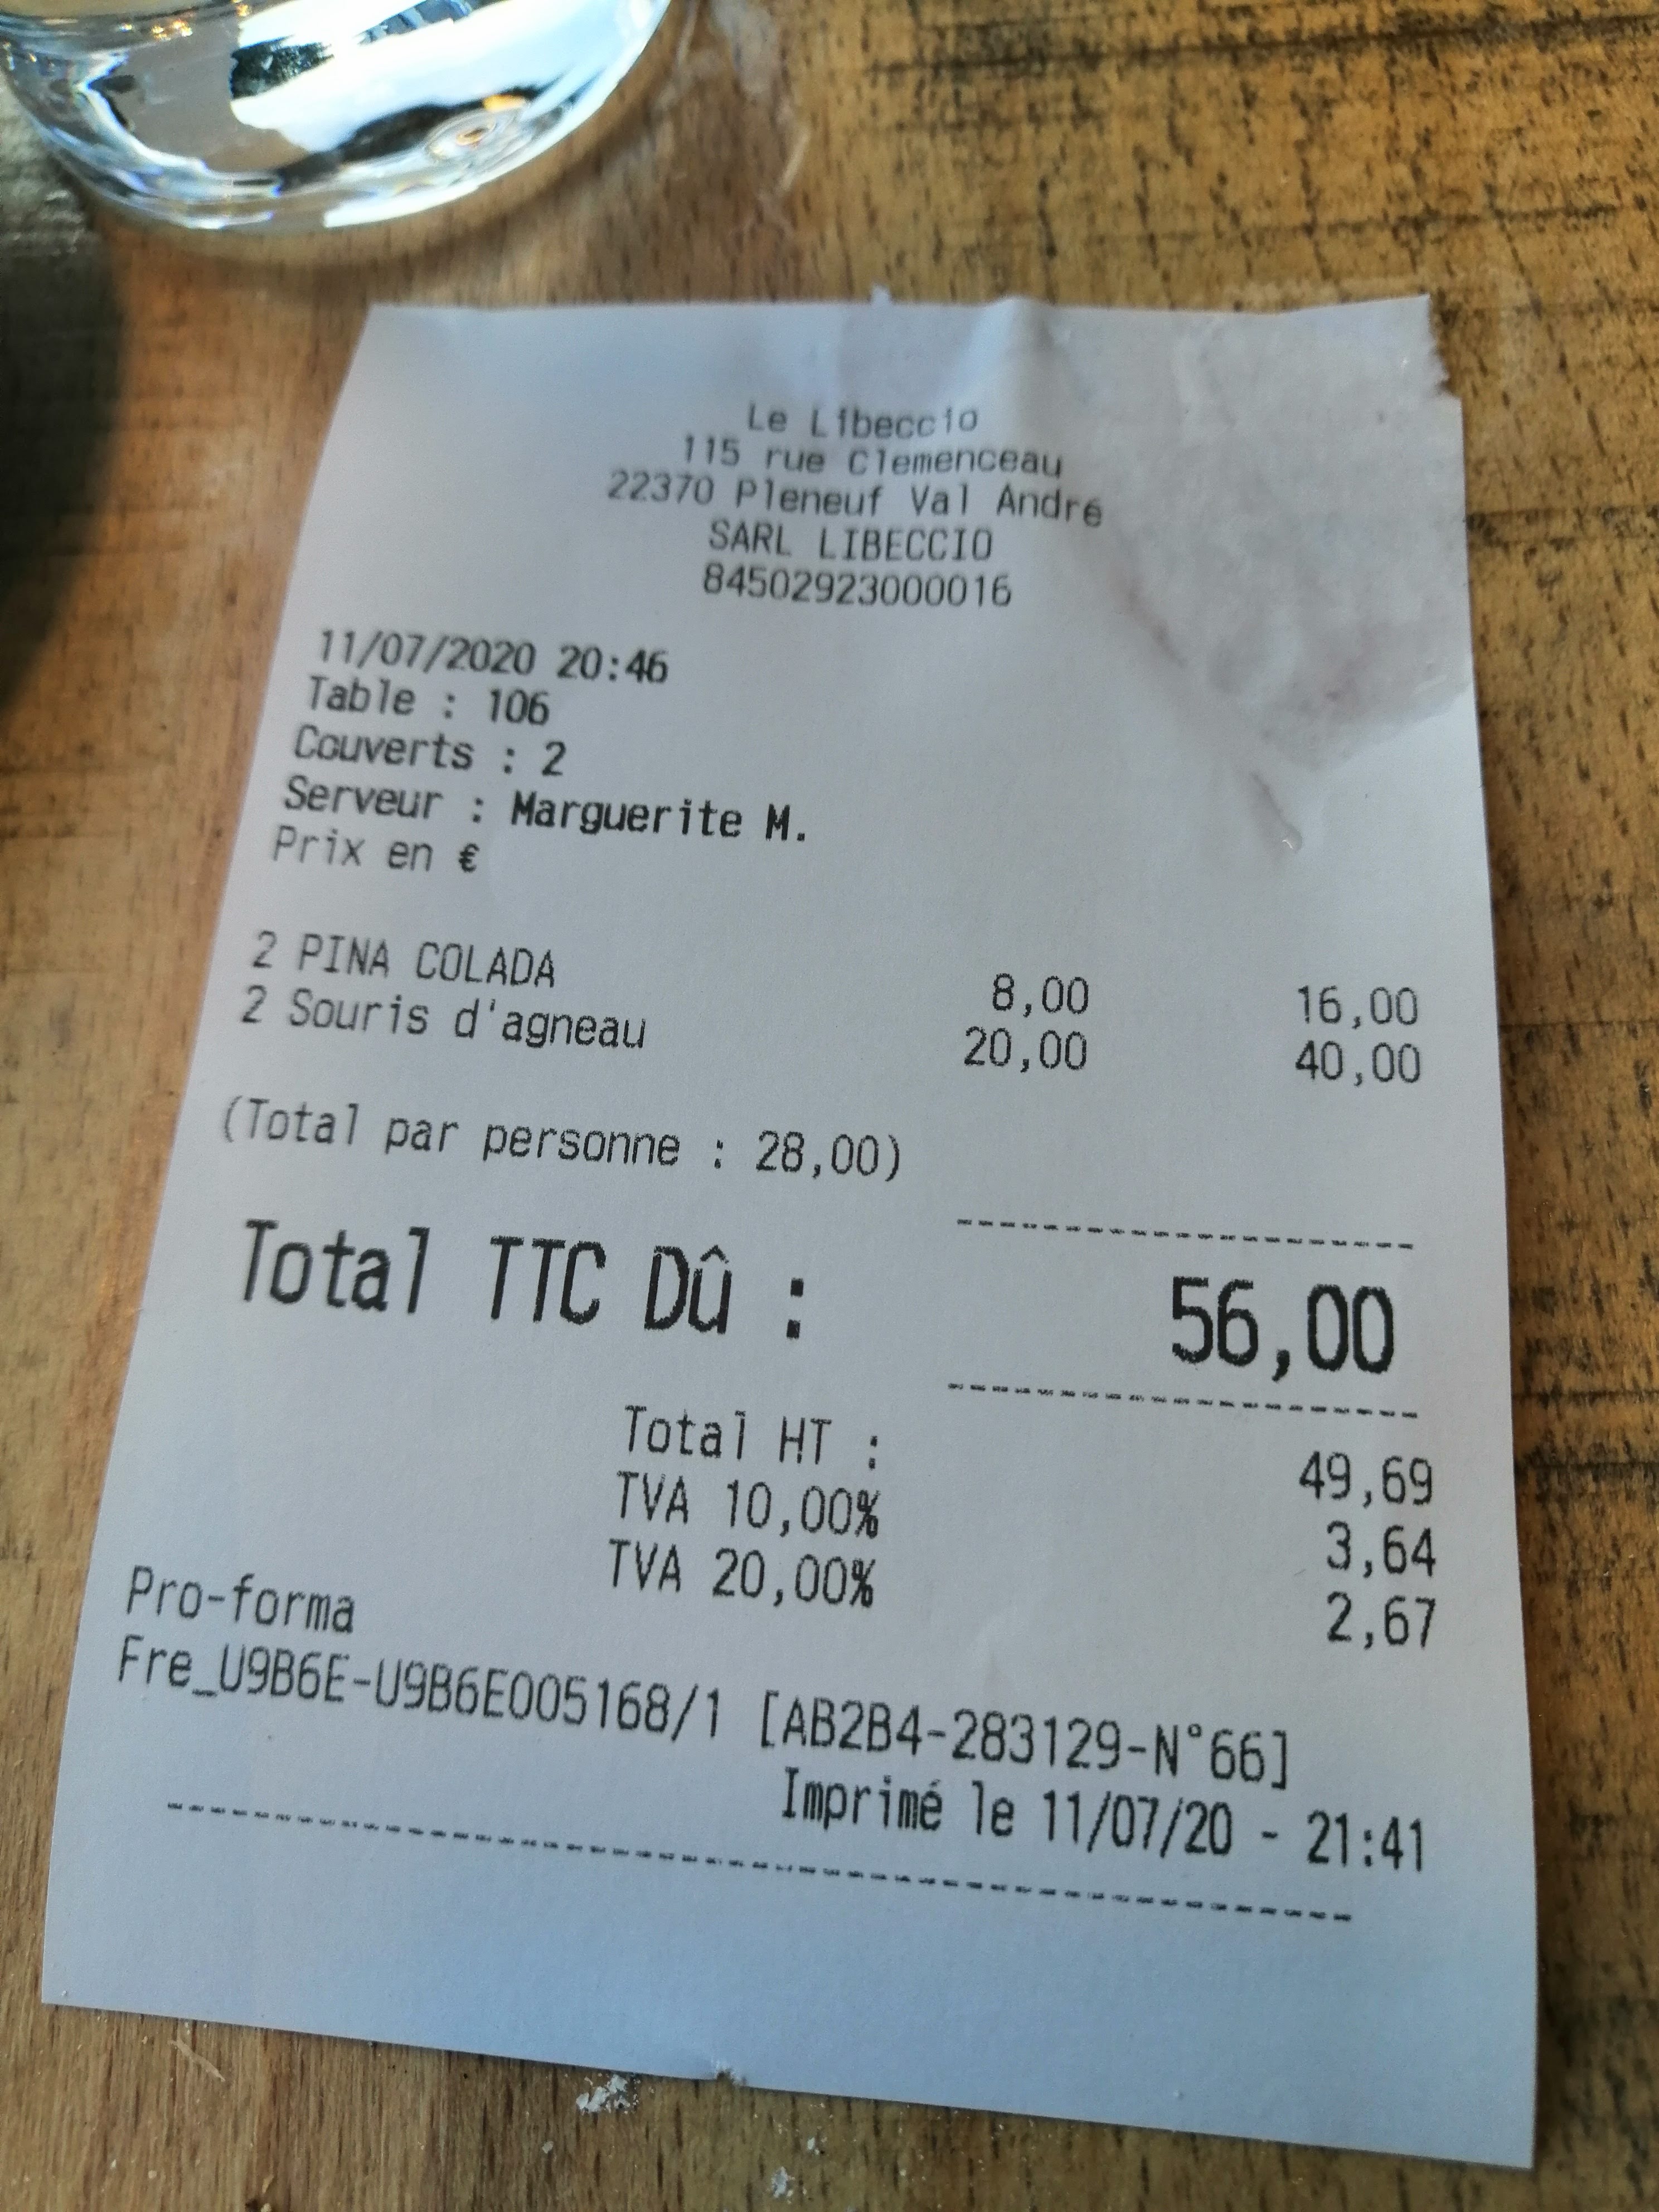 Le Libeccio
115 rue Clemenceau
22370 Pleneuf Val André
SARL LIBECCIO
84502923000016
11/07/2020 20:46
Table : 106
Couverts : 2
Serveur : Marguerite M.
Prix en €
2 PINA COLADA 8,00 16,00
2 Souris d'agneau 20,00 40,00
(Total par personne : 28,00)
Total TTC Dû : 56,00
Total HT : 49,69
TVA 10,00% 3,64
TVA 20,00% 2,67
Pro-forma
Fre_U9B6E-U9B6E005168/1 [AB2B4-283129-N°66]
Imprimé le 11/07/20 - 21:41